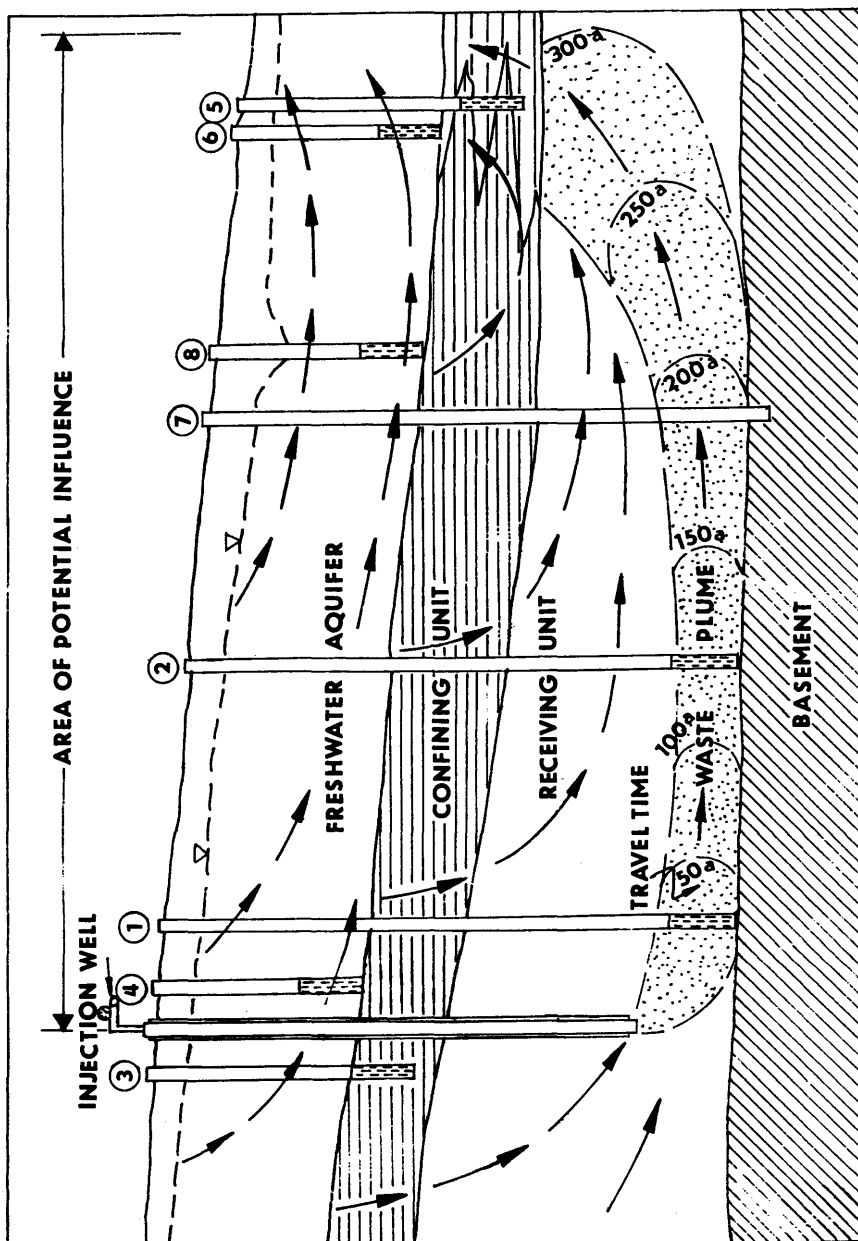 AREA OF POTENTIAL INFLUENCE
INJECTION WELL
3
4
1
2
7
8
6
5
FRESHWATER AQUIFER
CONFINING UNIT
RECEIVING UNIT
TRAVEL TIME
50a
100a
150a
200a
250a
300a
WASTE PLUME
BASEMENT